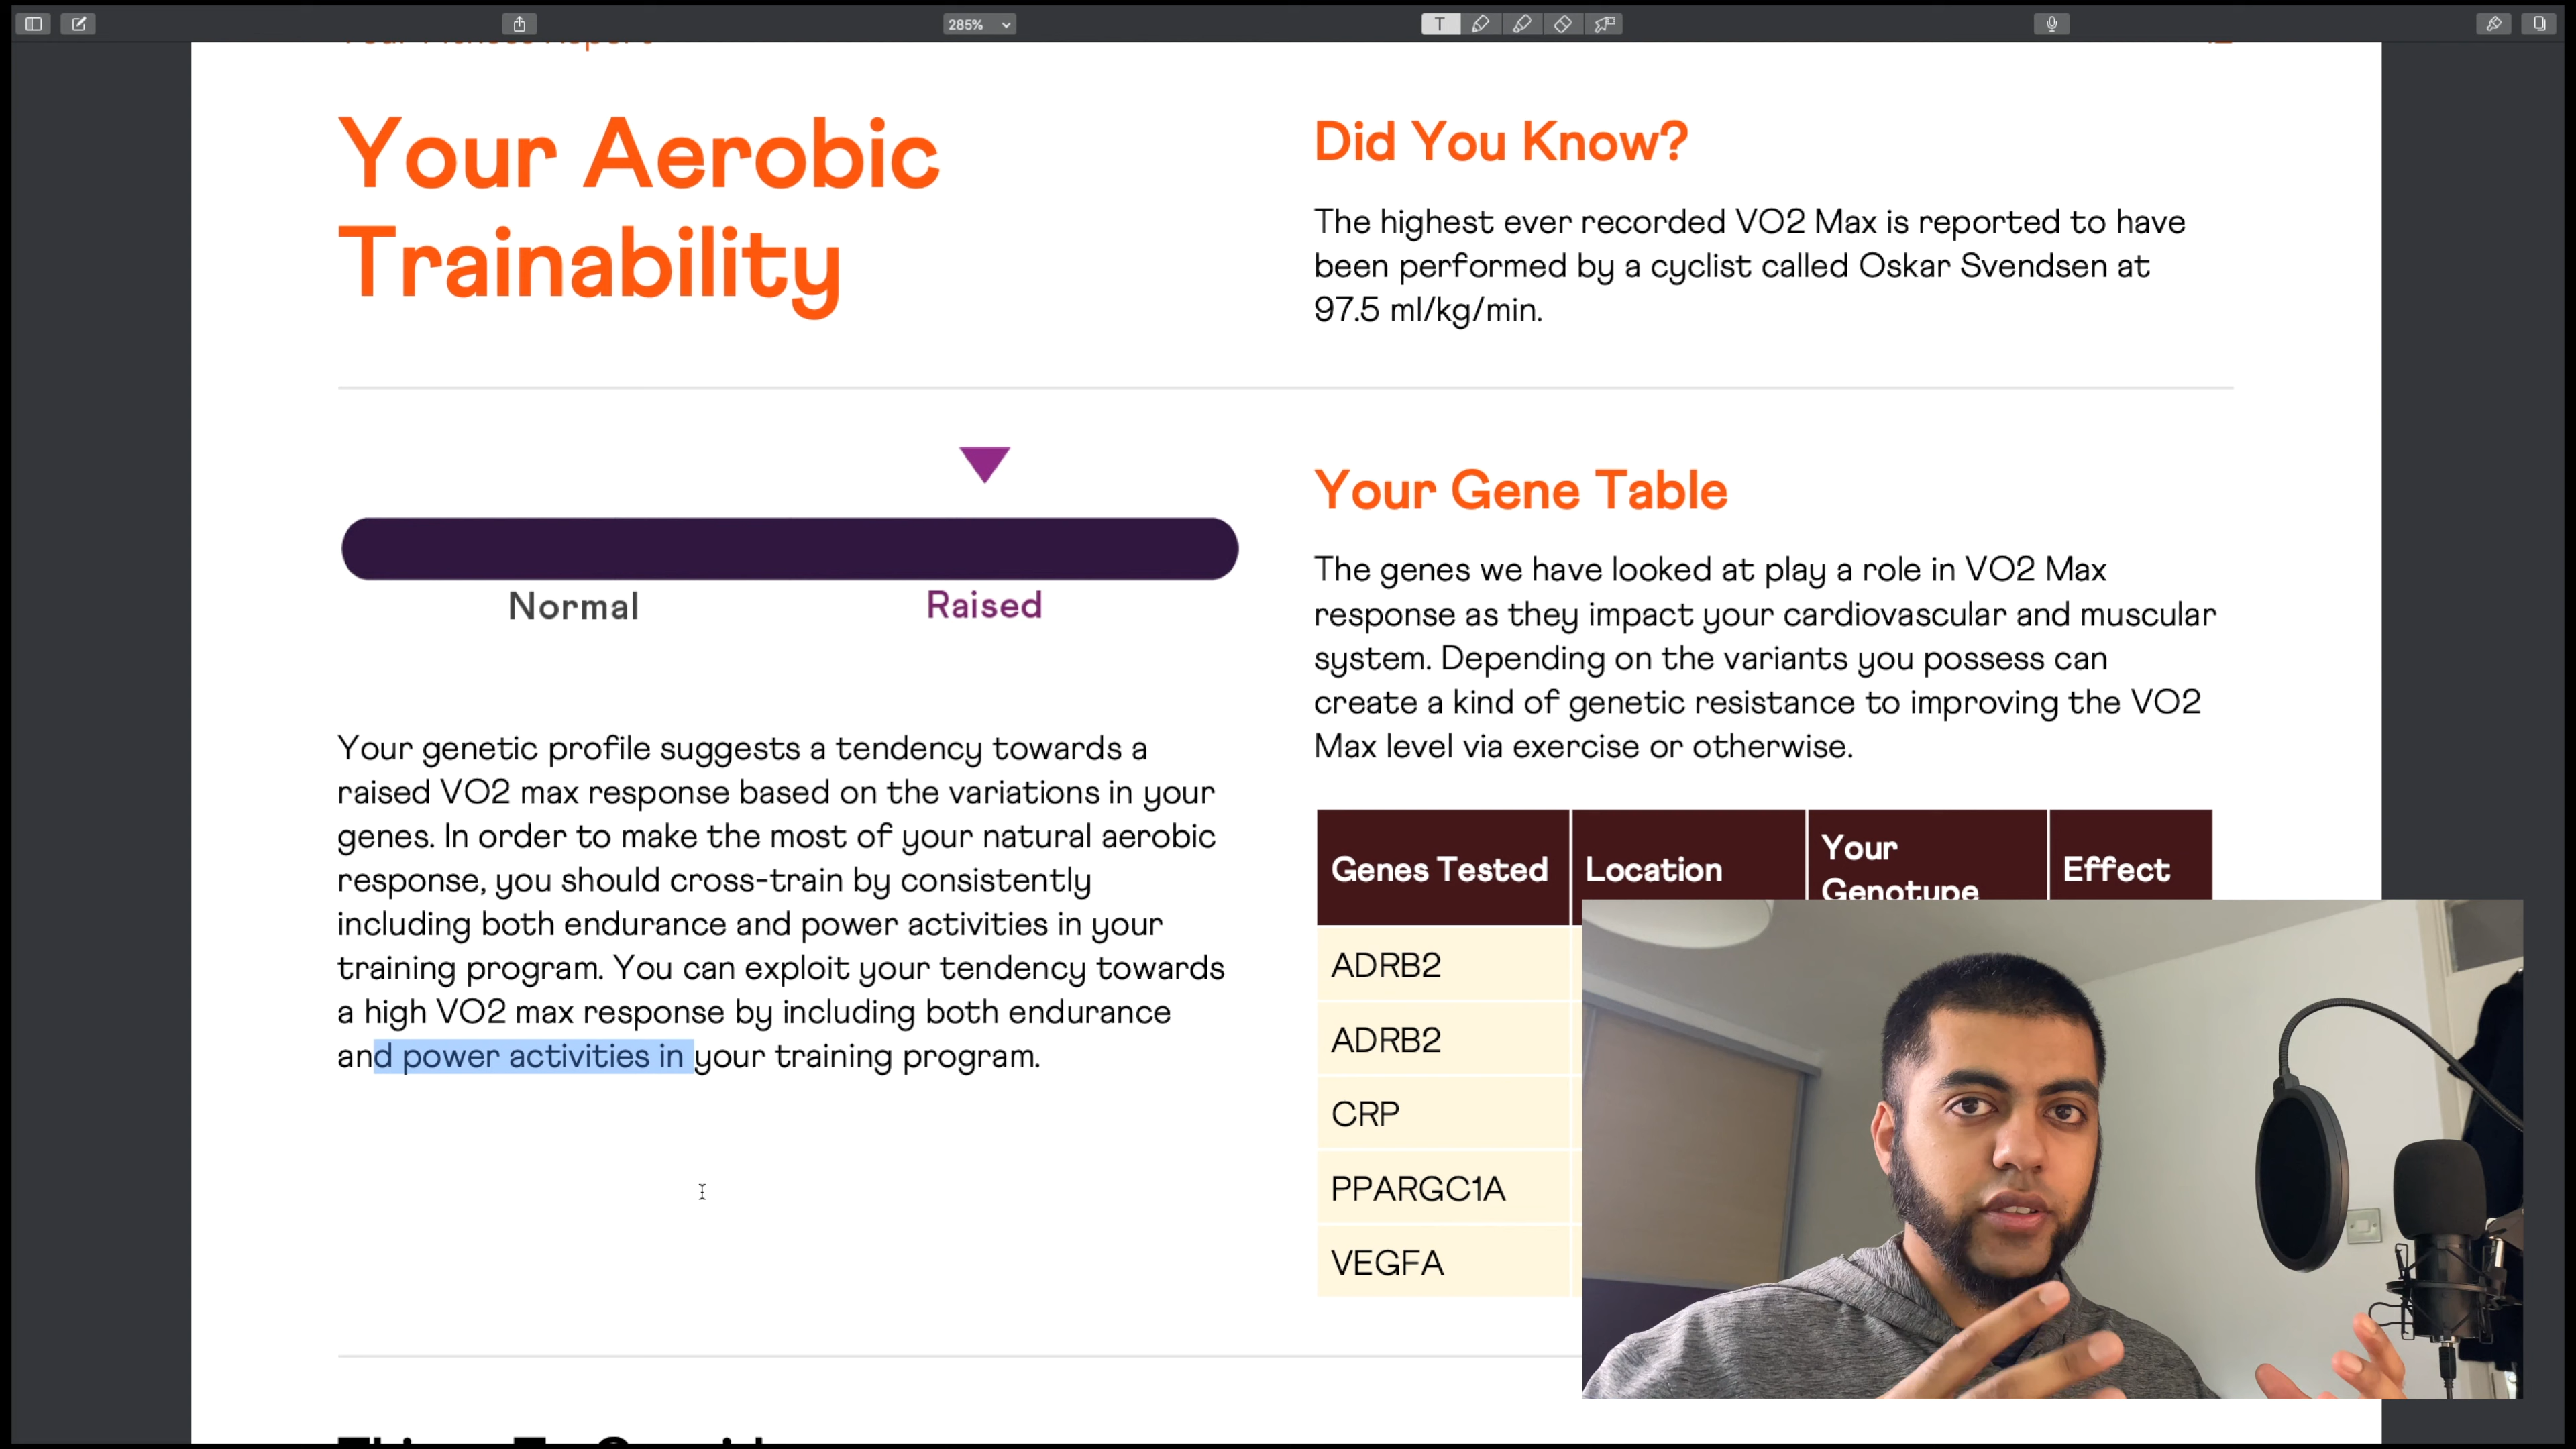 285%
T
Your Aerobic
Trainability
Did You Know?
The highest ever recorded VO2 Max is reported to have
been performed by a cyclist called Oskar Svendsen at
97.5 ml/kg/min.
Normal
Raised
Your genetic profile suggests a tendency towards a
raised VO2 max response based on the variations in your
genes. In order to make the most of your natural aerobic
response, you should cross-train by consistently
including both endurance and power activities in your
training program. You can exploit your tendency towards
a high VO2 max response by including both endurance
and power activities in your training program.
Your Gene Table
The genes we have looked at play a role in VO2 Max
response as they impact your cardiovascular and muscular
system. Depending on the variants you possess can
create a kind of genetic resistance to improving the VO2
Max level via exercise or otherwise.
Genes Tested
Location
Your
Genotype
Effect
ADRB2
ADRB2
CRP
PPARGC1A
VEGFA